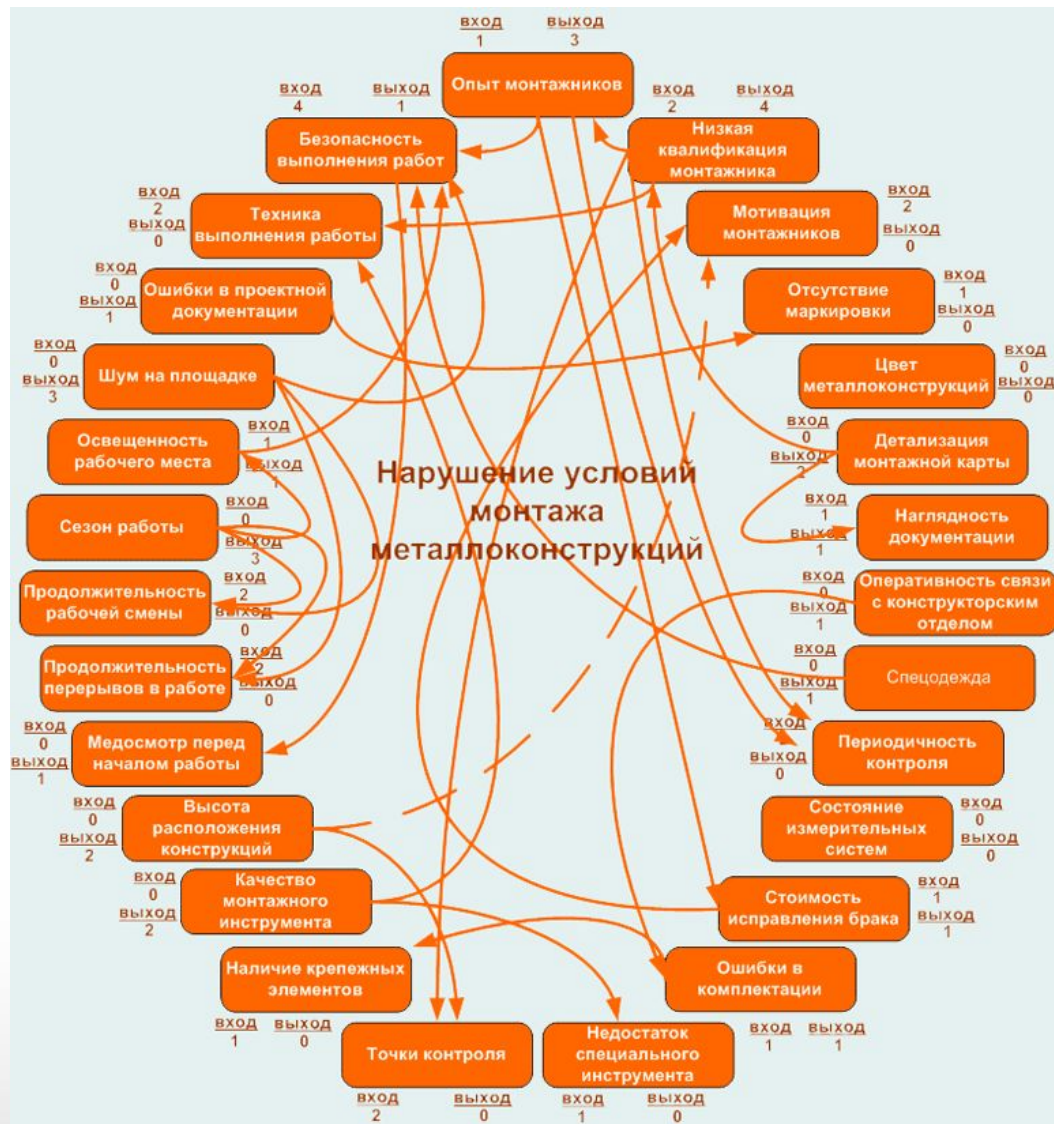 вход
1
выход
3
Опыт монтажников
вход
4
выход
1
Безопасность
выполнения работ
вход
2
выход
4
Низкая
квалификация
монтажника
вход
2
выход
0
Техника
выполнения работы
Мотивация
монтажников
вход
2
выход
0
вход
0
выход
1
Ошибки в проектной
документации
Отсутствие
маркировки
вход
1
выход
0
вход
0
выход
3
Шум на площадке
Цвет
металлоконструкций
вход
0
выход
0
Освещенность
рабочего места
вход
1
выход
1
Нарушение условий
монтажа
металлоконструкций
вход
0
выход
2
Детализация
монтажной карты
Сезон работы
вход
0
выход
3
вход
1
выход
1
Наглядность
документации
Продолжительность
рабочей смены
вход
2
выход
0
вход
0
выход
1
Оперативность связи
с конструкторским
отделом
Продолжительность
перерывов в работе
вход
2
выход
0
вход
0
выход
1
Спецодежда
вход
0
выход
1
Медосмотр перед
началом работы
вход
выход
0
Периодичность
контроля
вход
0
выход
2
Высота
расположения
конструкций
Состояние
измерительных
систем
вход
0
выход
0
вход
0
выход
2
Качество
монтажного
инструмента
Стоимость
исправления брака
вход
1
выход
1
Наличие крепежных
элементов
вход
1
выход
0
Ошибки в
комплектации
вход
1
выход
1
Точки контроля
вход
2
выход
0
Недостаток
специального
инструмента
вход
1
выход
0